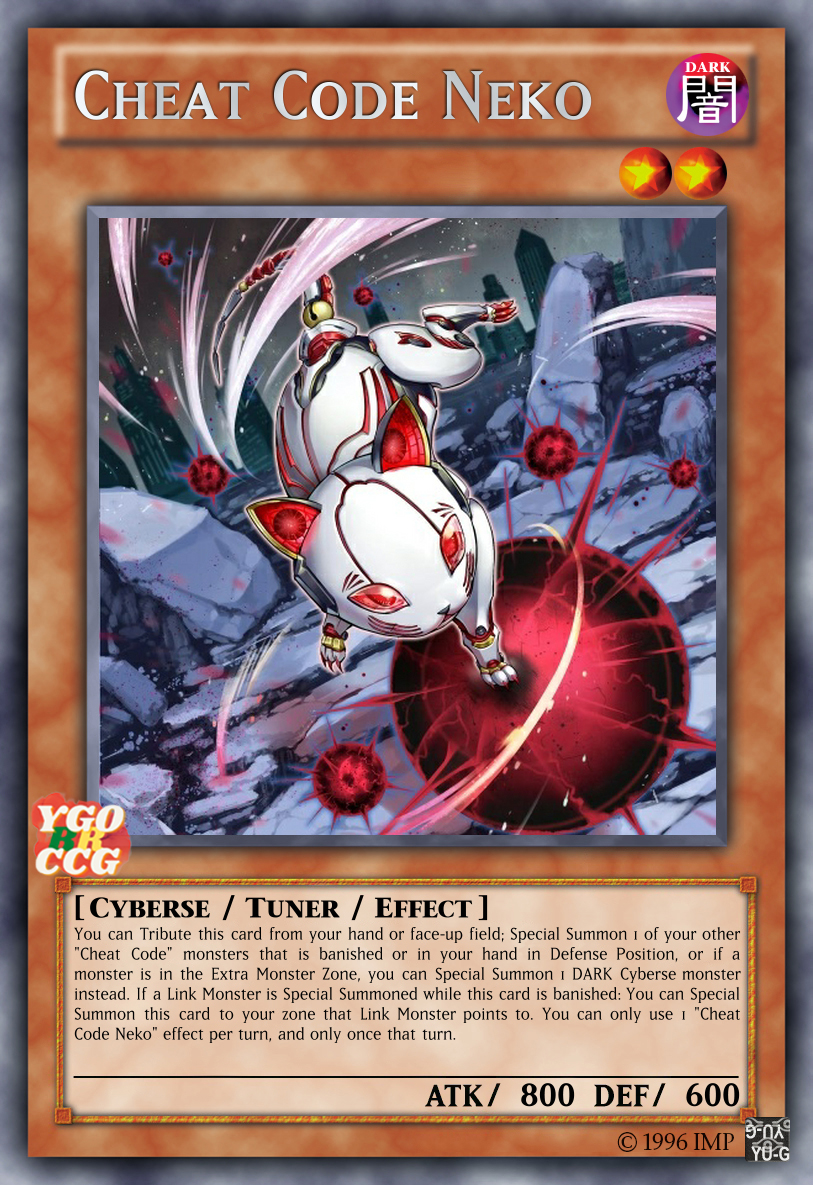 Cheat Code Neko
DARK
闇
YGO
RR
CCG
[ Cyberse / Tuner / Effect ]
You can Tribute this card from your hand or face-up field; Special Summon 1 of your other
"Cheat Code" monsters that is banished or in your hand in Defense Position, or if a
monster is in the Extra Monster Zone, you can Special Summon 1 DARK Cyberse monster
instead. If a Link Monster is Special Summoned while this card is banished: You can Special
Summon this card to your zone that Link Monster points to. You can only use 1 "Cheat
Code Neko" effect per turn, and only once that turn.
ATK/ 800 DEF/ 600
© 1996 IMP
YU-G